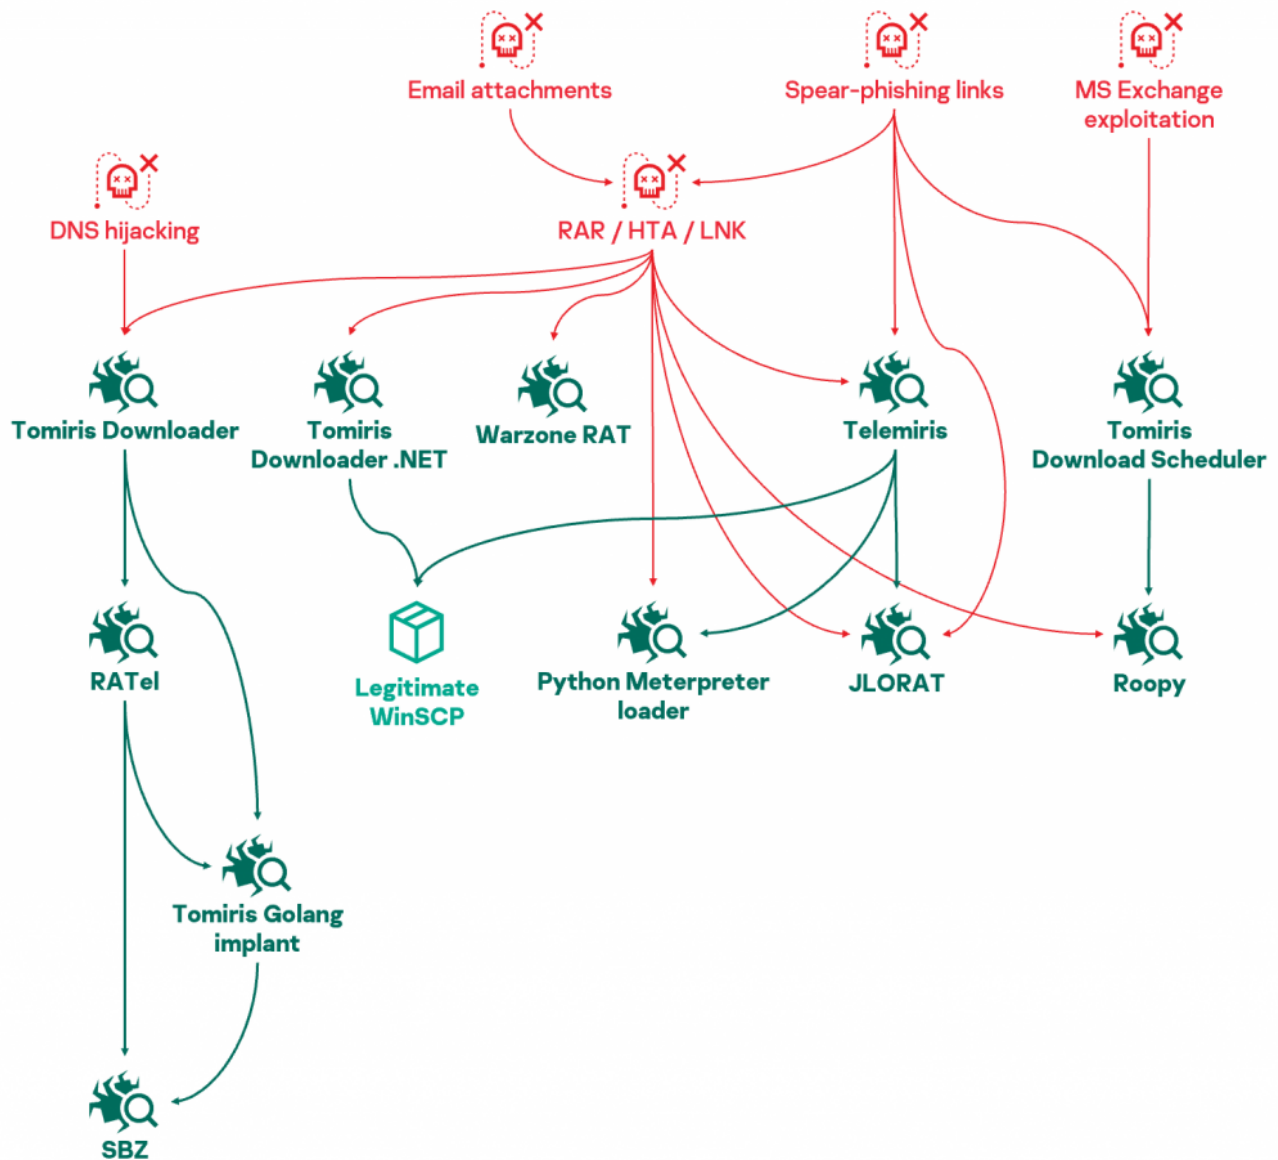 Email attachments
Spear-phishing links
MS Exchange
exploitation
DNS hijacking
RAR / HTA / LNK
Tomiris Downloader
Tomiris
Downloader .NET
Warzone RAT
Telemiris
Tomiris
Download Scheduler
RATel
Legitimate
WinSCP
Python Meterpreter
loader
JLORAT
Roopy
Tomiris Golang
implant
SBZ